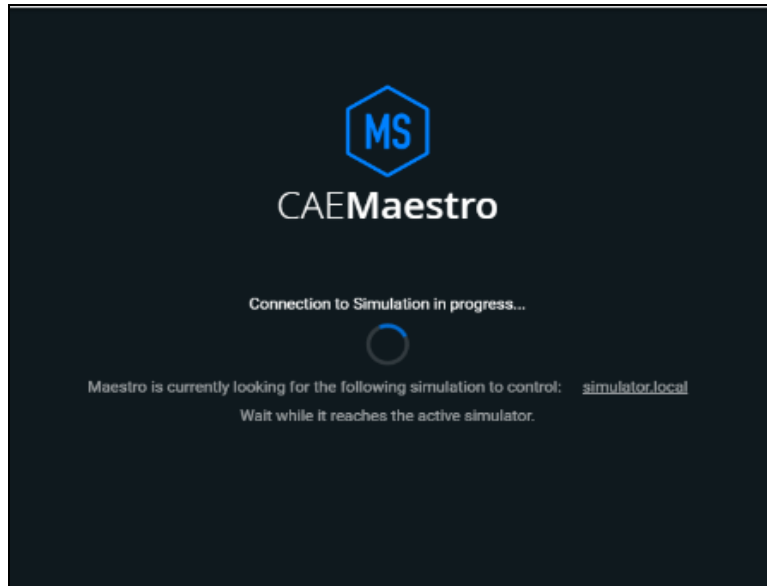 MS
CAEMaestro
Connection to Simulation in progress...
Maestro is currently looking for the following simulation to control: simulator.local
Wait while it reaches the active simulator.